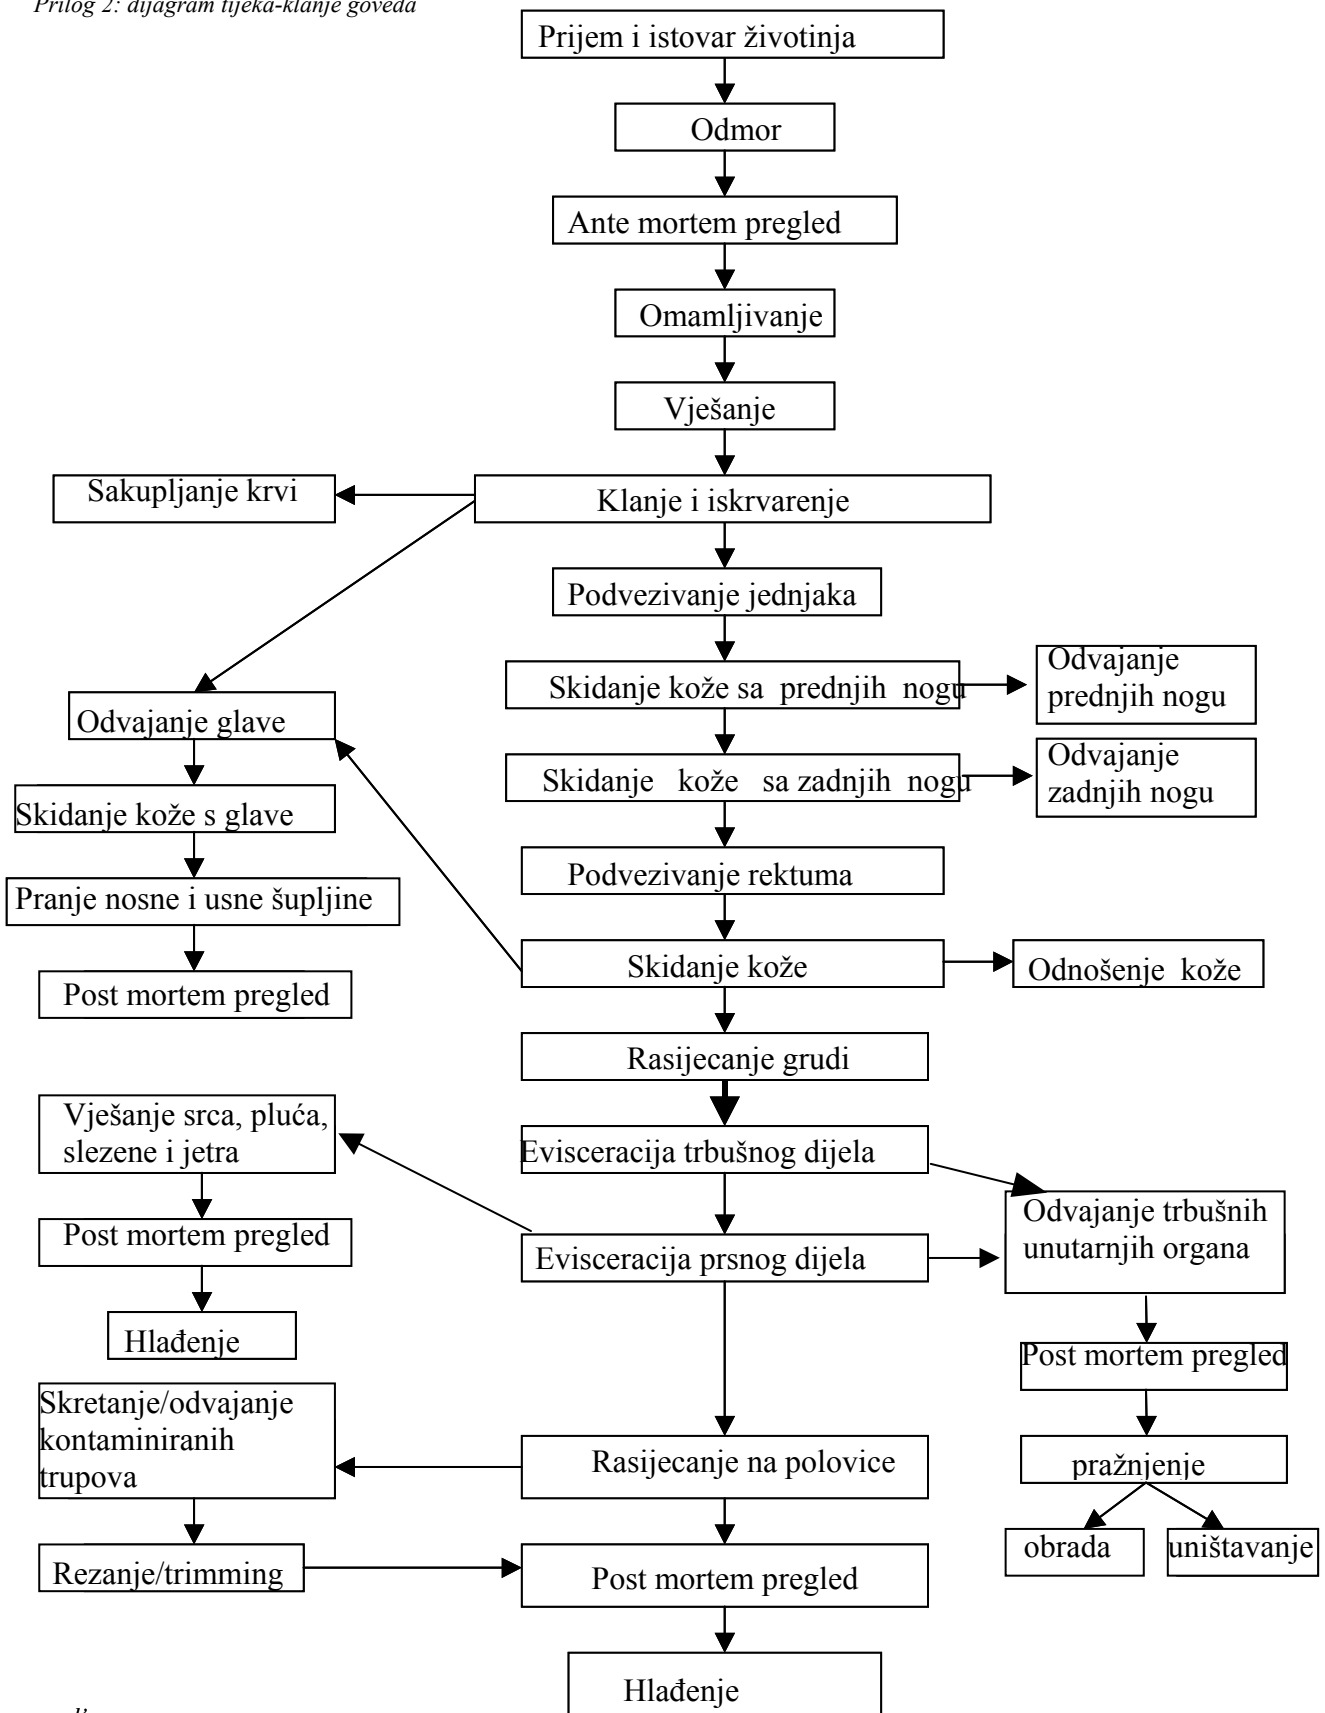 Prilog 2: dijagram tijeka-klanje goveda
Prijem i istovar životinja
Odmor
Ante mortem pregled
Omamljivanje
Vješanje
Sakupljanje krvi
Klanje i iskrvarenje
Podvezivanje jednjaka
Skidanje kože sa prednjih nogu
Odvajanje
prednjih nogu
Odvajanje glave
Skidanje kože sa zadnjih nogu
Odvajanje
zadnjih nogu
Skidanje kože s glave
Podvezivanje rektuma
Pranje nosne i usne šupljine
Skidanje kože
Odnošenje kože
Post mortem pregled
Rasijecanje grudi
Vješanje srca, pluća,
slezene i jetra
Evisceracija trbušnog dijela
Odvajanje trbušnih
unutarnjih organa
Post mortem pregled
Evisceracija prsnog dijela
Hlađenje
Post mortem pregled
Skretanje/odvajanje
kontaminiranih
trupova
Rasijecanje na polovice
pražnjenje
obrada
uništavanje
Rezanje/trimming
Post mortem pregled
Hlađenje